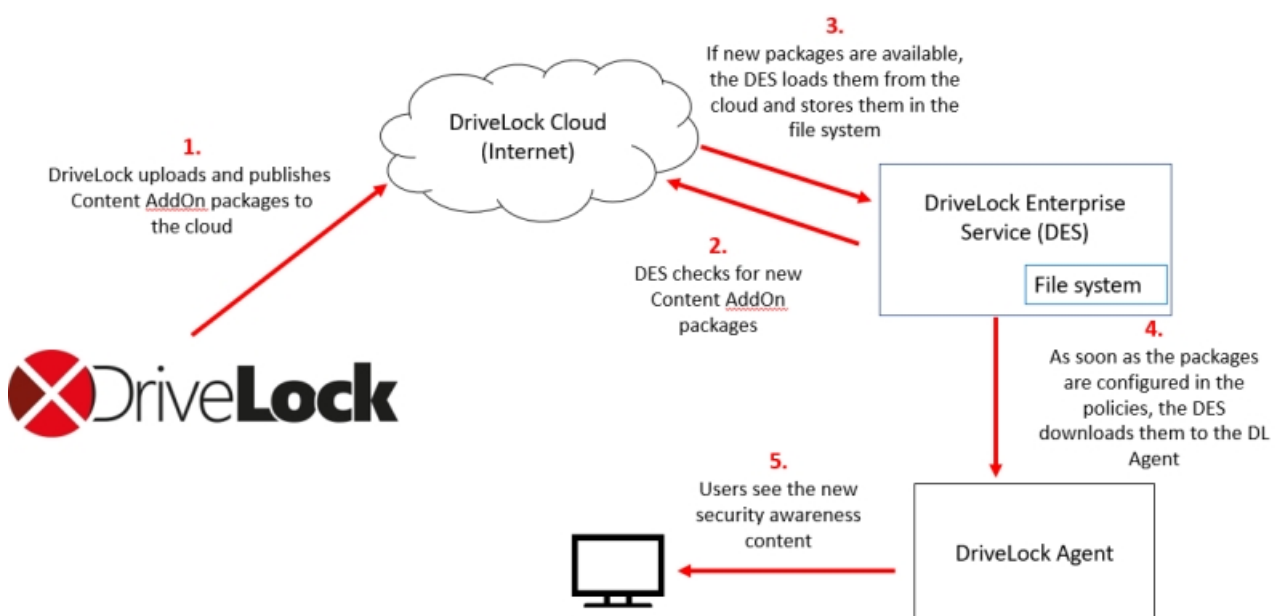 1.
DriveLock uploads and publishes
Content AddOn packages to
the cloud
DriveLock Cloud
(Internet)
3.
If new packages are available,
the DES loads them from the
cloud and stores them in the
file system
2.
DES checks for new
Content AddOn
packages
DriveLock Enterprise
Service (DES)
File system
4.
As soon as the packages
are configured in the
policies, the DES
downloads them to the DL
Agent
DriveLock
5.
Users see the new
security awareness
content
DriveLock Agent